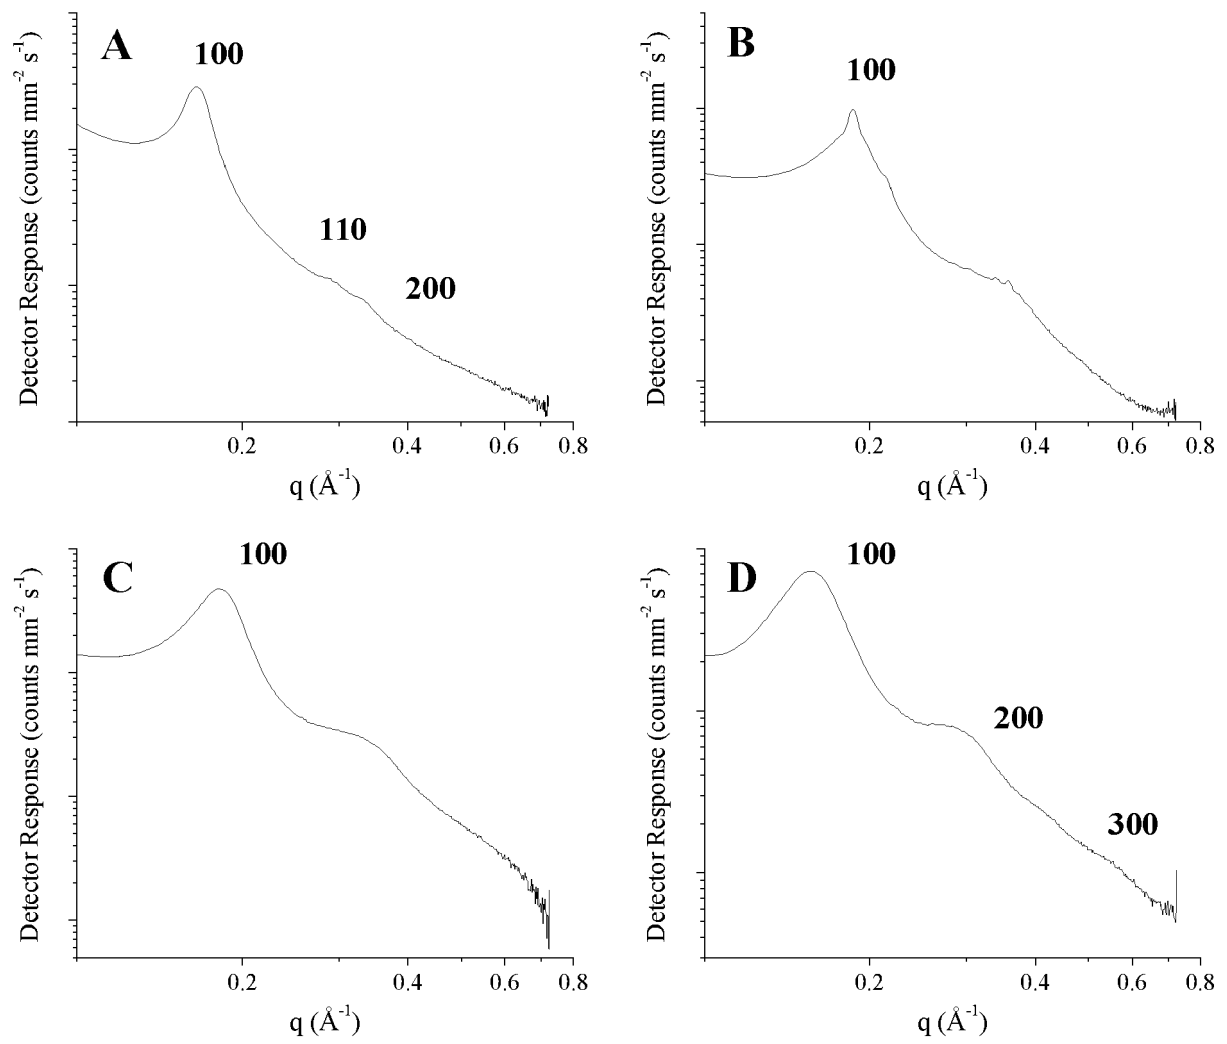 A
100
110
200
Detector Response (counts mm⁻² s⁻¹)
0.2 0.4 0.6 0.8
q (Å⁻¹)
B
100
Detector Response (counts mm⁻² s⁻¹)
0.2 0.4 0.6 0.8
q (Å⁻¹)
C
100
Detector Response (counts mm⁻² s⁻¹)
0.2 0.4 0.6 0.8
q (Å⁻¹)
D
100
200
300
Detector Response (counts mm⁻² s⁻¹)
0.2 0.4 0.6 0.8
q (Å⁻¹)